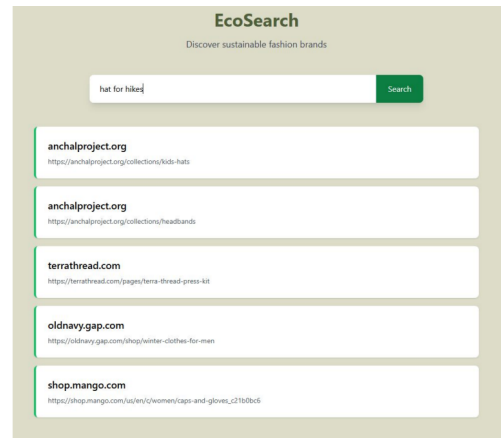 EcoSearch
Discover sustainable fashion brands
hat for hikes
Search
anchalproject.org
https://anchalproject.org/collections/kids-hats
anchalproject.org
https://anchalproject.org/collections/headbands
terrathread.com
https://terrathread.com/pages/terra-thread-press-kit
oldnavy.gap.com
https://oldnavy.gap.com/shop/winter-clothes-for-men
shop.mango.com
https://shop.mango.com/us/en/c/women/caps-and-gloves_c21b0bc6